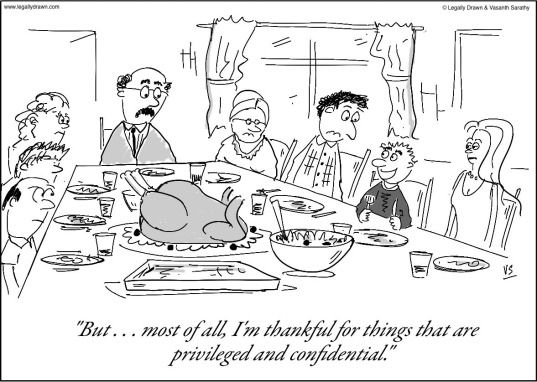 www.legallydrawn.com
© Legally Drawn & Vasanth Sarathy
VS
"But . . . most of all, I'm thankful for things that are
privileged and confidential."